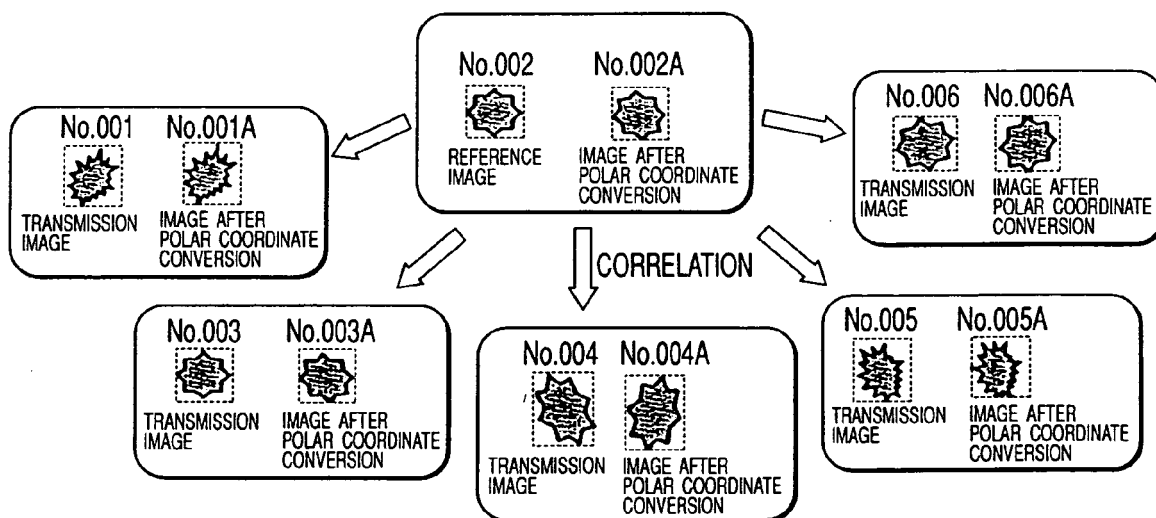 No.002 No.002A
REFERENCE
IMAGE
IMAGE AFTER
POLAR COORDINATE
CONVERSION
No.001 No.001A
TRANSMISSION
IMAGE
IMAGE AFTER
POLAR COORDINATE
CONVERSION
No.006 No.006A
TRANSMISSION
IMAGE
IMAGE AFTER
POLAR COORDINATE
CONVERSION
CORRELATION
No.003 No.003A
TRANSMISSION
IMAGE
IMAGE AFTER
POLAR COORDINATE
CONVERSION
No.004 No.004A
TRANSMISSION
IMAGE
IMAGE AFTER
POLAR COORDINATE
CONVERSION
No.005 No.005A
TRANSMISSION
IMAGE
IMAGE AFTER
POLAR COORDINATE
CONVERSION